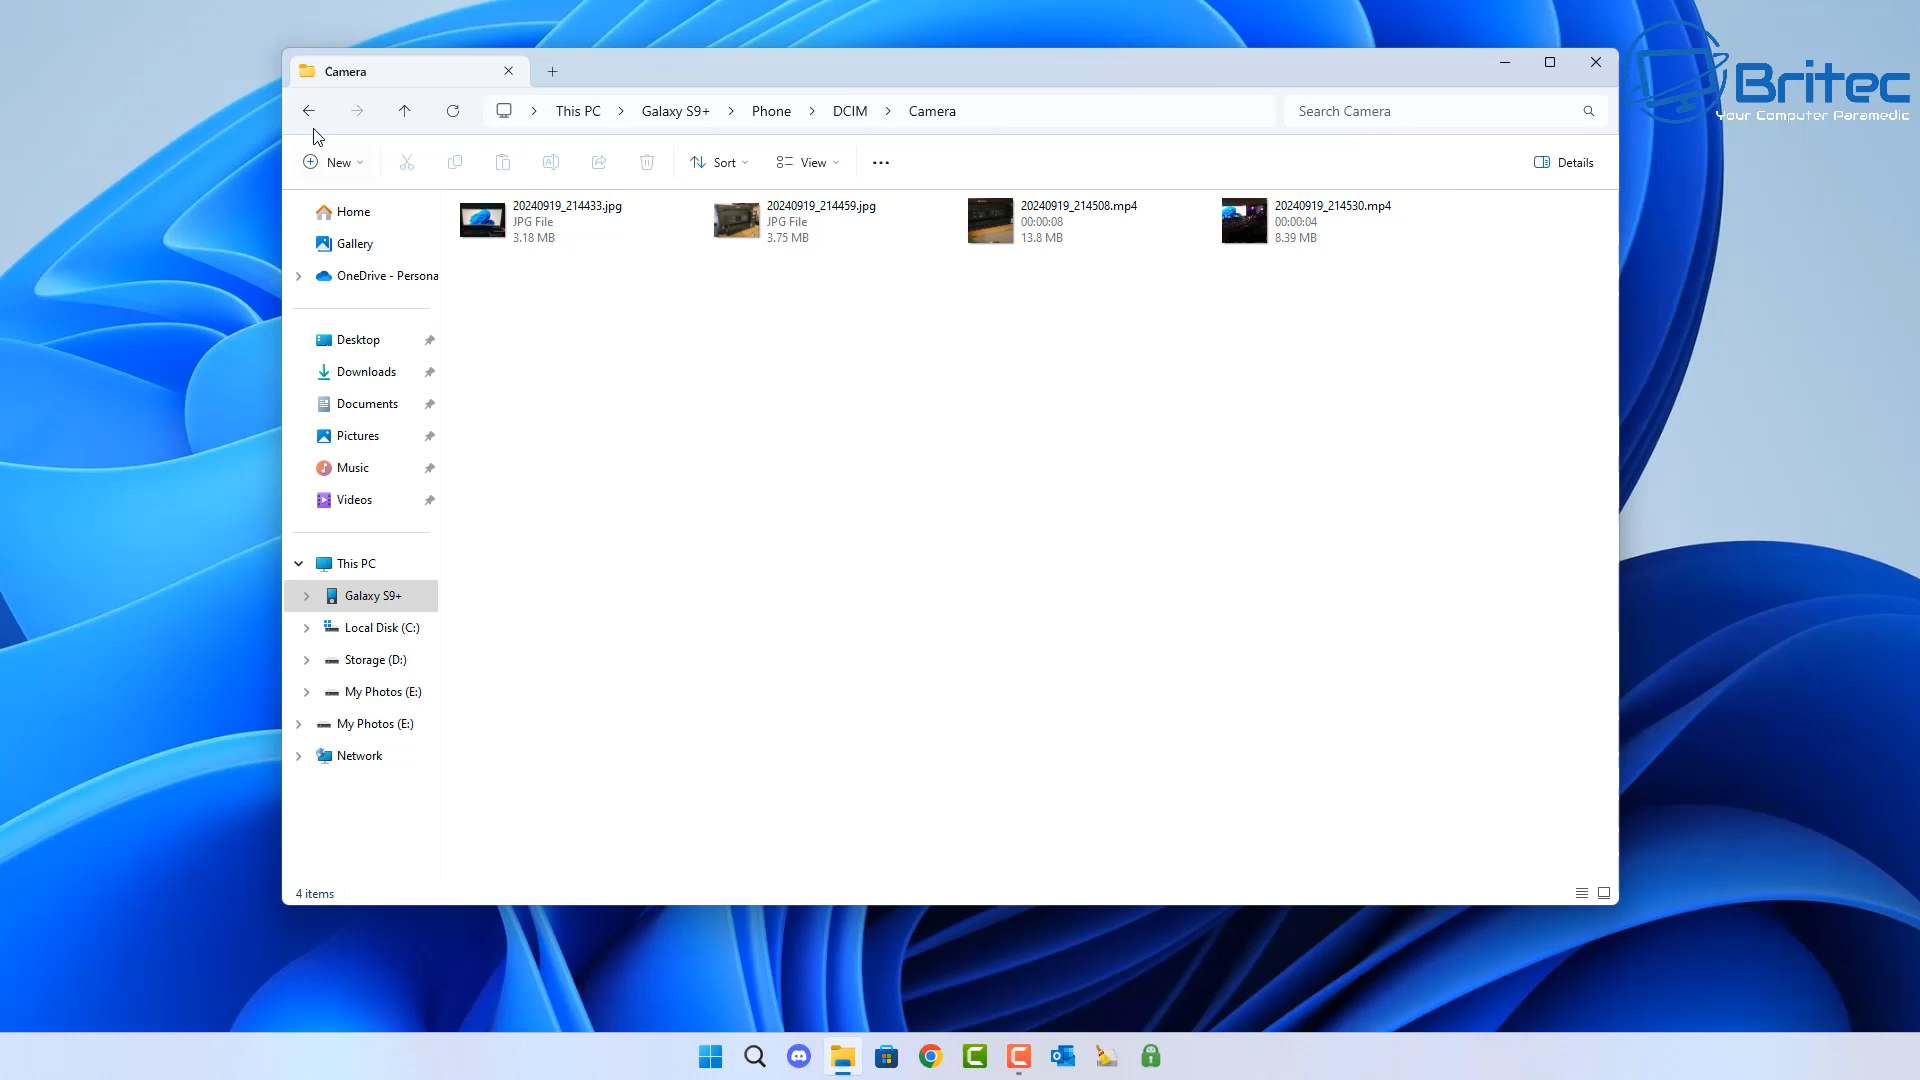 Camera
Britec
Your Computer Paramedic
This PC
Galaxy S9+
Phone
DCIM
Camera
Search Camera
New
Sort
View
Details
Home
Gallery
OneDrive - Persona
Desktop
Downloads
Documents
Pictures
Music
Videos
This PC
Galaxy S9+
Local Disk (C:)
Storage (D:)
My Photos (E:)
My Photos (E:)
Network
20240919_214433.jpg
JPG File
3.18 MB
20240919_214459.jpg
JPG File
3.75 MB
20240919_214508.mp4
00:00:08
13.8 MB
20240919_214530.mp4
00:00:04
8.39 MB
4 items